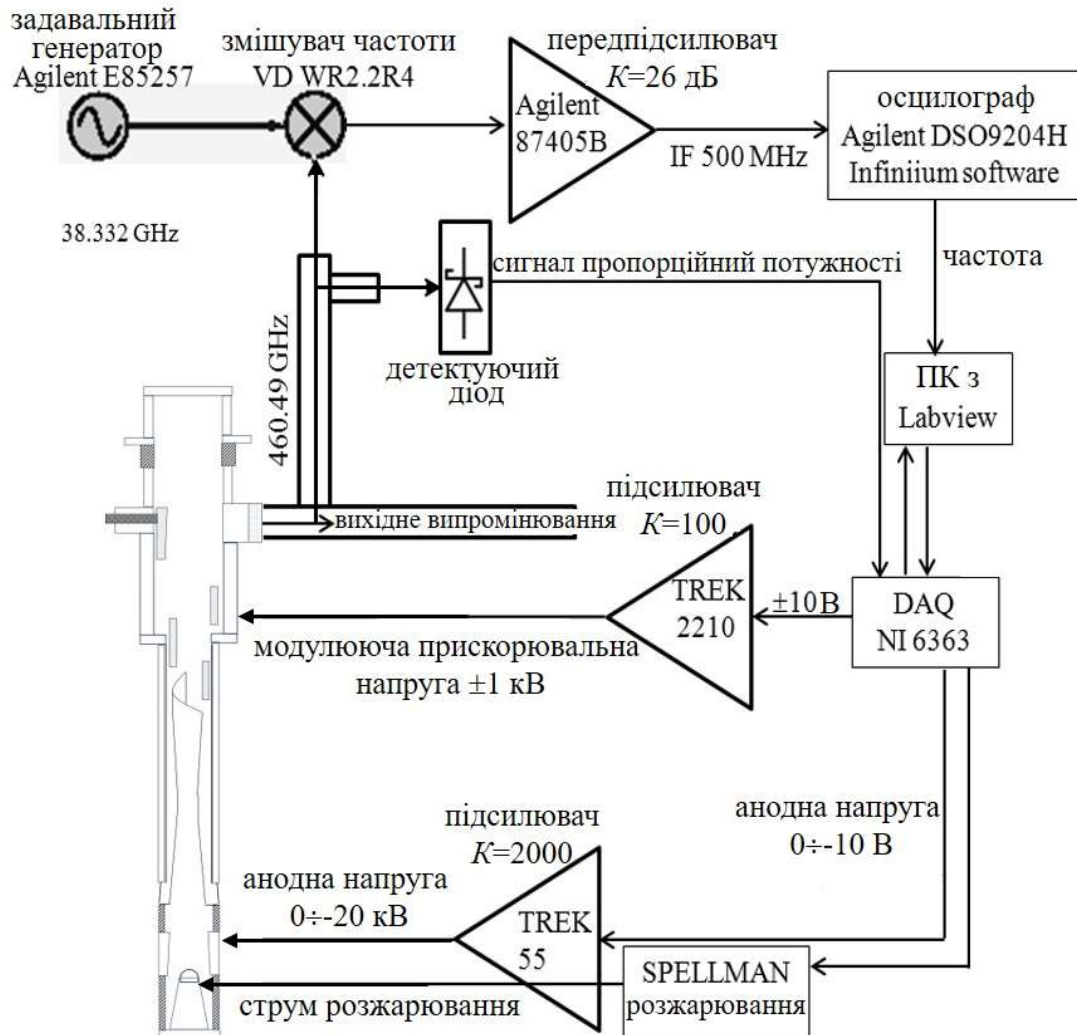 задавальний
генератор
Agilent E85257
змішувач частоти
VD WR2.2R4
передпідсилювач
K=26 дБ
Agilent
87405B
IF 500 MHz
осцилограф
Agilent DSO9204H
Infiniium software
38.332 GHz
сигнал пропорційний потужності
частота
460.49 GHz
детектуючий
діод
ПК з
Labview
вихідне випромінювання
підсилювач
K=100
TREK
2210
±10 В
DAQ
NI 6363
модулююча прискорювальна
напруга ±1 кВ
анодна напруга
0÷-10 В
підсилювач
K=2000
анодна напруга
0÷-20 кВ
TREK
55
SPELLMAN
розжарювання
струм розжарювання